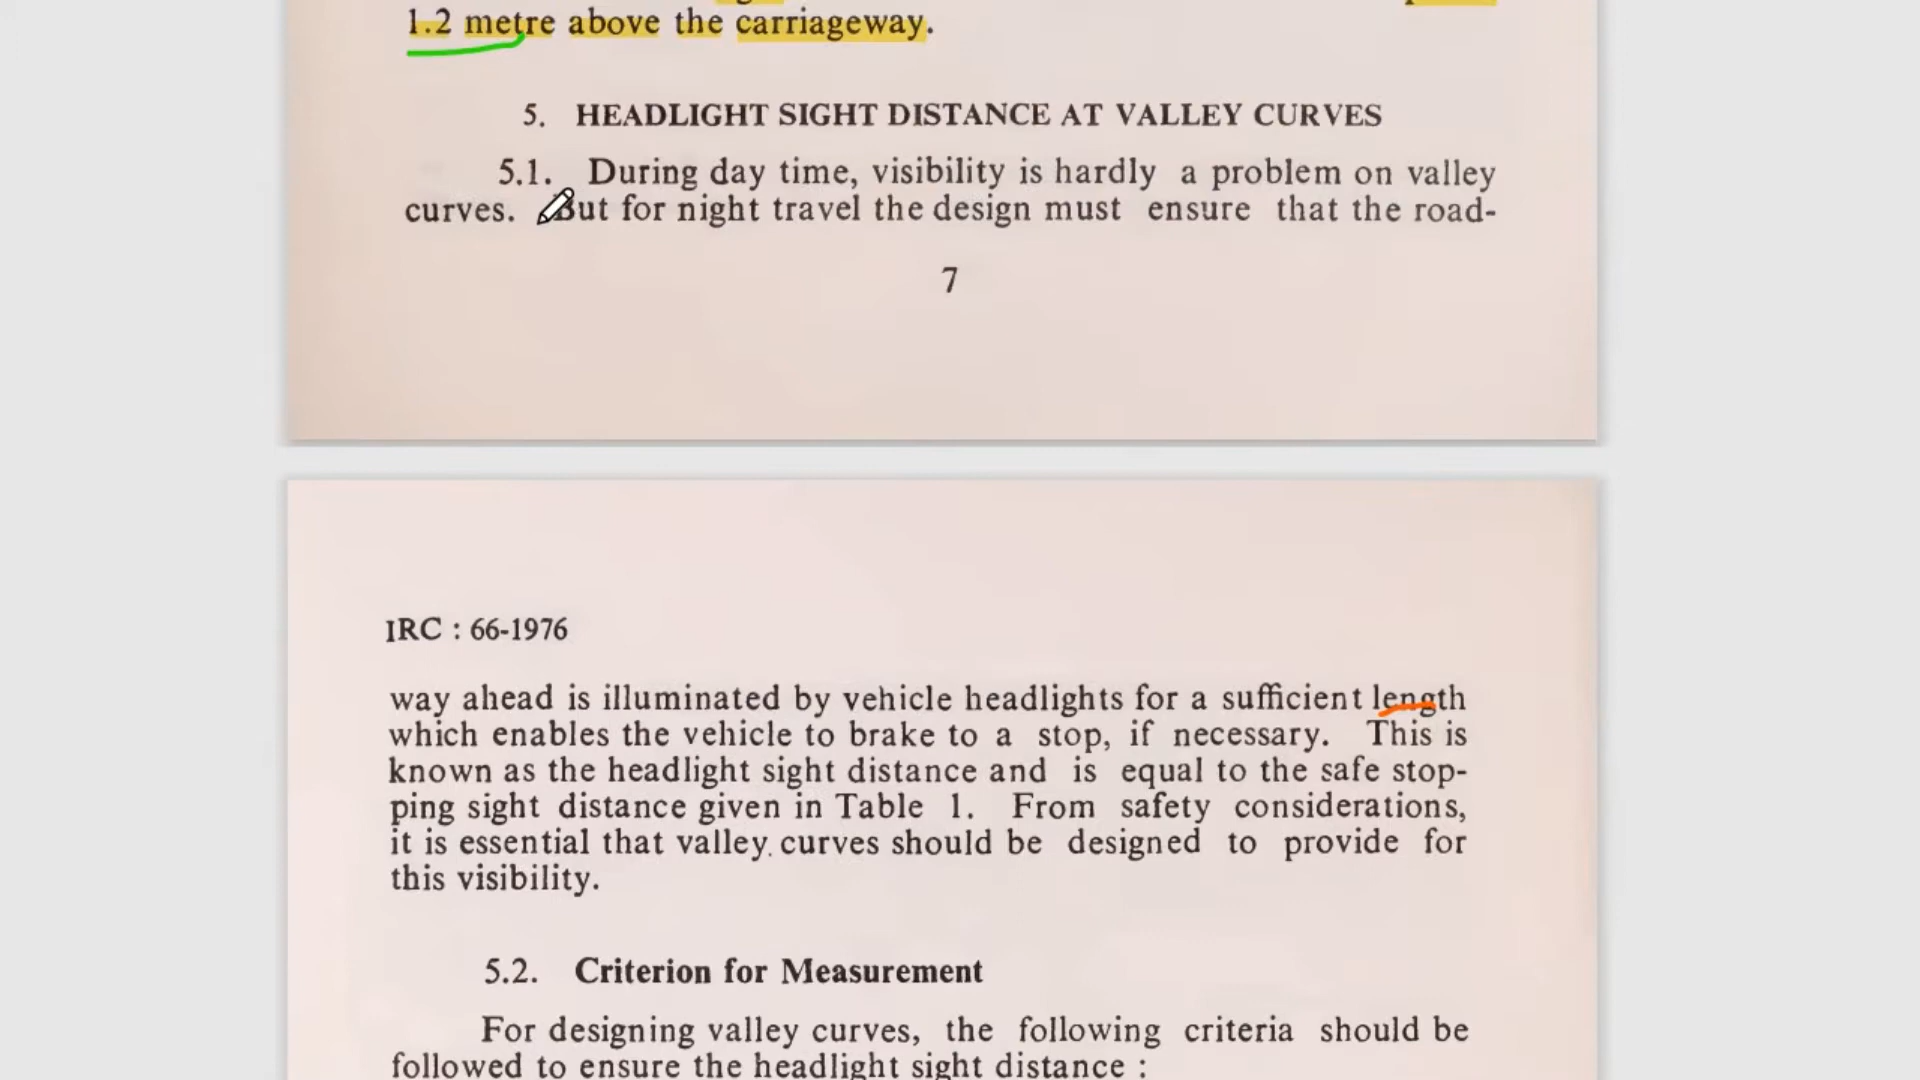 1.2 metre above the carriageway.
5. HEADLIGHT SIGHT DISTANCE AT VALLEY CURVES
5.1. During day time, visibility is hardly a problem on valley
curves. But for night travel the design must ensure that the road-
7
IRC : 66-1976
way ahead is illuminated by vehicle headlights for a sufficient length
which enables the vehicle to brake to a stop, if necessary. This is
known as the headlight sight distance and is equal to the safe stop-
ping sight distance given in Table 1. From safety considerations,
it is essential that valley curves should be designed to provide for
this visibility.
5.2. Criterion for Measurement
For designing valley curves, the following criteria should be
followed to ensure the headlight sight distance :